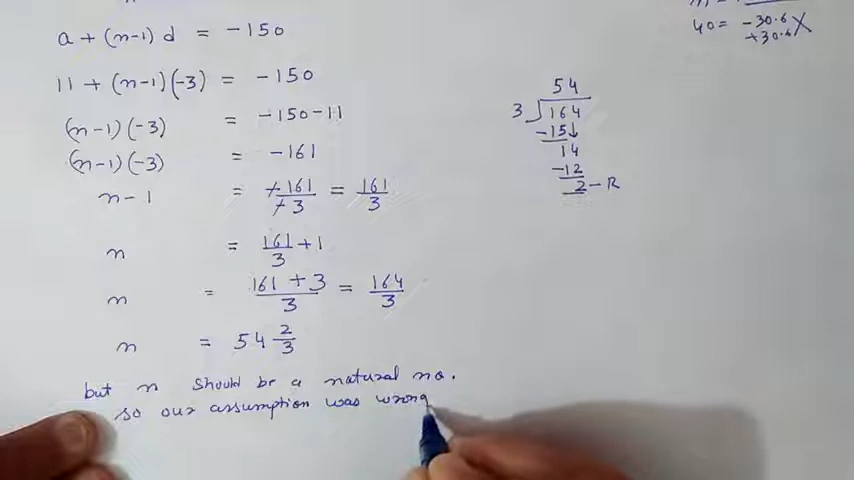 a + (n-1) d = -150
11 + (n-1)(-3) = -150
(n-1)(-3) = -150-11
(n-1)(-3) = -161
n-1 = -161/-3 = 161/3
n = 161/3 + 1
n = 161 + 3/3 = 164/3
n = 54 2/3
but n should be a natural no.
so our assumption was wrong
40 = -30.6
+30.6
54
3 164
-15
14
-12
2 - R